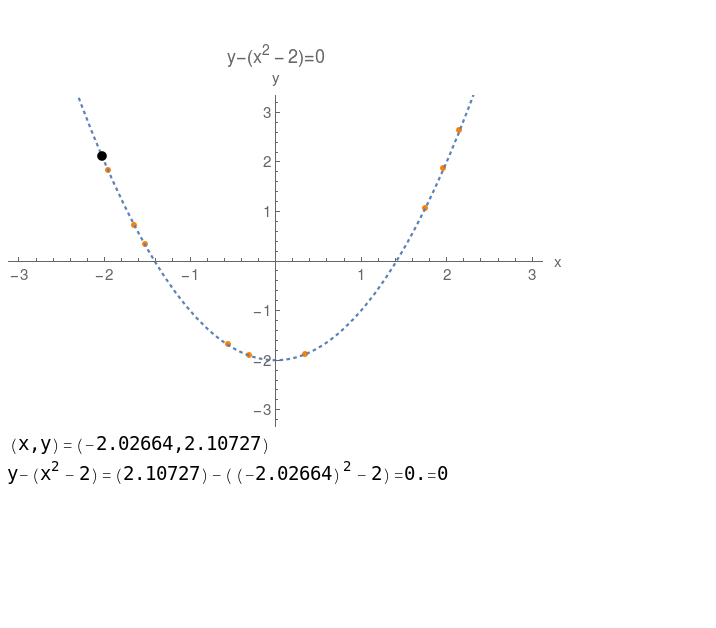 y−(x² − 2)=0
y
3
2
1
−3 −2 −1 1 2 3 x
−1
−2
−3
(x,y) = (−2.02664,2.10727)
y−(x² − 2) = (2.10727) − ((−2.02664)² − 2) =0.=0